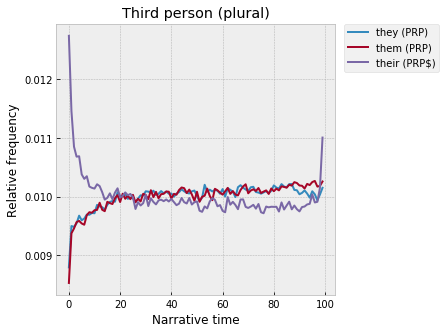 Third person (plural)
they (PRP)
them (PRP)
their (PRP$)
0.012
0.011
0.010
0.009
Relative frequency
0 20 40 60 80 100
Narrative time